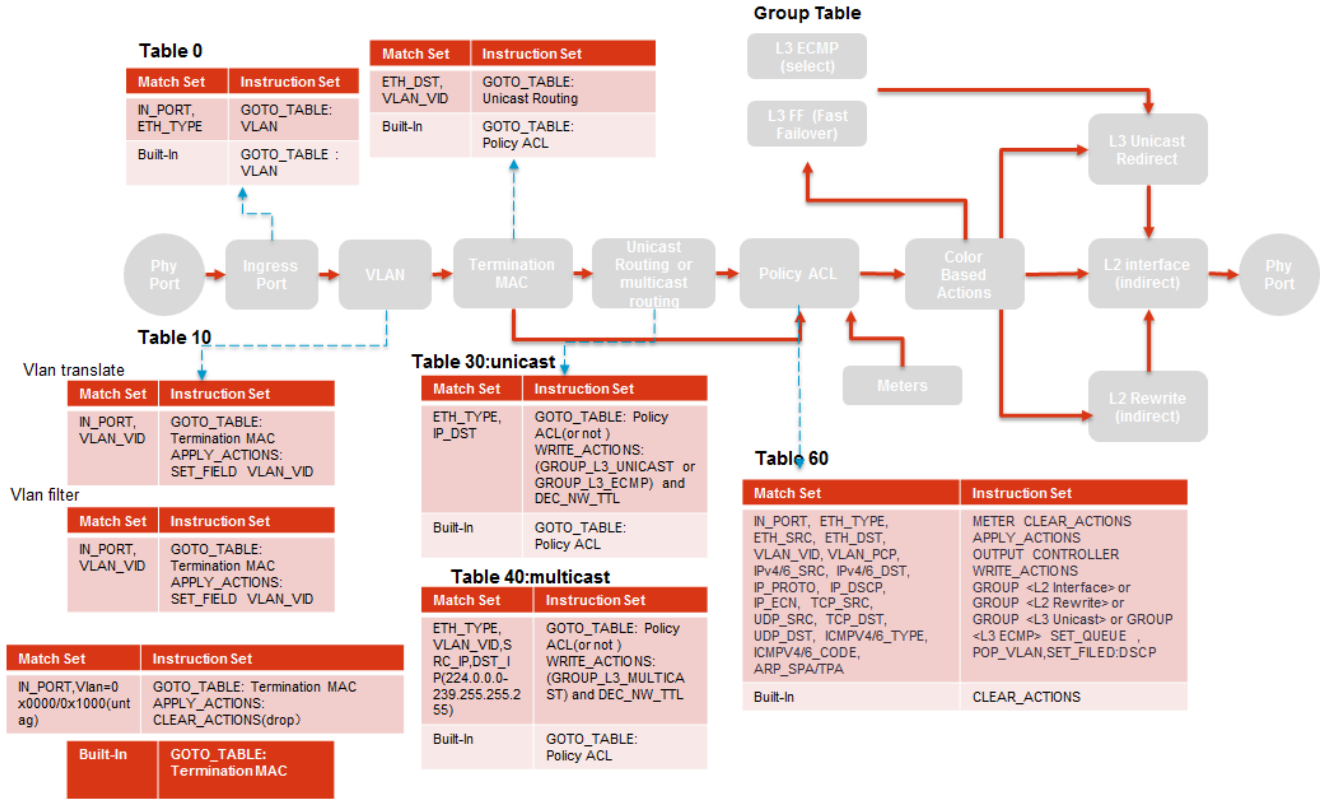 Group Table
L3 ECMP
(select)
L3 FF (Fast
Failover)
L3 Unicast
Redirect
Table 0
Match Set Instruction Set
IN_PORT, GOTO_TABLE:
ETH_TYPE VLAN
Built-In GOTO_TABLE :
VLAN
Match Set Instruction Set
ETH_DST, GOTO_TABLE:
VLAN_VID Unicast Routing
Built-In GOTO_TABLE:
Policy ACL
Phy
Port
Ingress
Port
VLAN
Termination
MAC
Unicast
Routing or
multicast
routing
Policy ACL
Color
Based
Actions
L2 interface
(indirect)
Phy
Port
Meters
L2 Rewrite
(indirect)
Table 10
Vlan translate
Match Set Instruction Set
IN_PORT, GOTO_TABLE:
VLAN_VID Termination MAC
APPLY_ACTIONS:
SET_FIELD VLAN_VID
Vlan filter
Match Set Instruction Set
IN_PORT, GOTO_TABLE:
VLAN_VID Termination MAC
APPLY_ACTIONS:
SET_FIELD VLAN_VID
Match Set Instruction Set
IN_PORT,Vlan=0 GOTO_TABLE: Termination MAC
x0000/0x1000(unt APPLY_ACTIONS:
ag) CLEAR_ACTIONS(drop)
Built-In GOTO_TABLE:
Termination MAC
Table 30:unicast
Match Set Instruction Set
ETH_TYPE, GOTO_TABLE: Policy
IP_DST ACL(or not )
WRITE_ACTIONS:
(GROUP_L3_UNICAST or
GROUP_L3_ECMP) and
DEC_NW_TTL
Built-In GOTO_TABLE:
Policy ACL
Table 40:multicast
Match Set Instruction Set
ETH_TYPE, GOTO_TABLE: Policy
VLAN_VID,S ACL(or not )
RC_IP,DST_I WRITE_ACTIONS:
P(224.0.0.0- (GROUP_L3_MULTICA
239.255.255.2 ST) and DEC_NW_TTL
55)
Built-In GOTO_TABLE:
Policy ACL
Table 60
Match Set Instruction Set
IN_PORT, ETH_TYPE, METER CLEAR_ACTIONS
ETH_SRC, ETH_DST, APPLY_ACTIONS
VLAN_VID, VLAN_PCP, OUTPUT CONTROLLER
IPv4/6_SRC, IPv4/6_DST, WRITE_ACTIONS
IP_PROTO, IP_DSCP, GROUP <L2 Interface> or
IP_ECN, TCP_SRC, GROUP <L2 Rewrite> or
UDP_SRC, TCP_DST, GROUP <L3 Unicast> or GROUP
UDP_DST, ICMPV4/6_TYPE, <L3 ECMP> SET_QUEUE ,
ICMPV4/6_CODE, POP_VLAN,SET_FILED:DSCP
ARP_SPA/TPA
Built-In CLEAR_ACTIONS